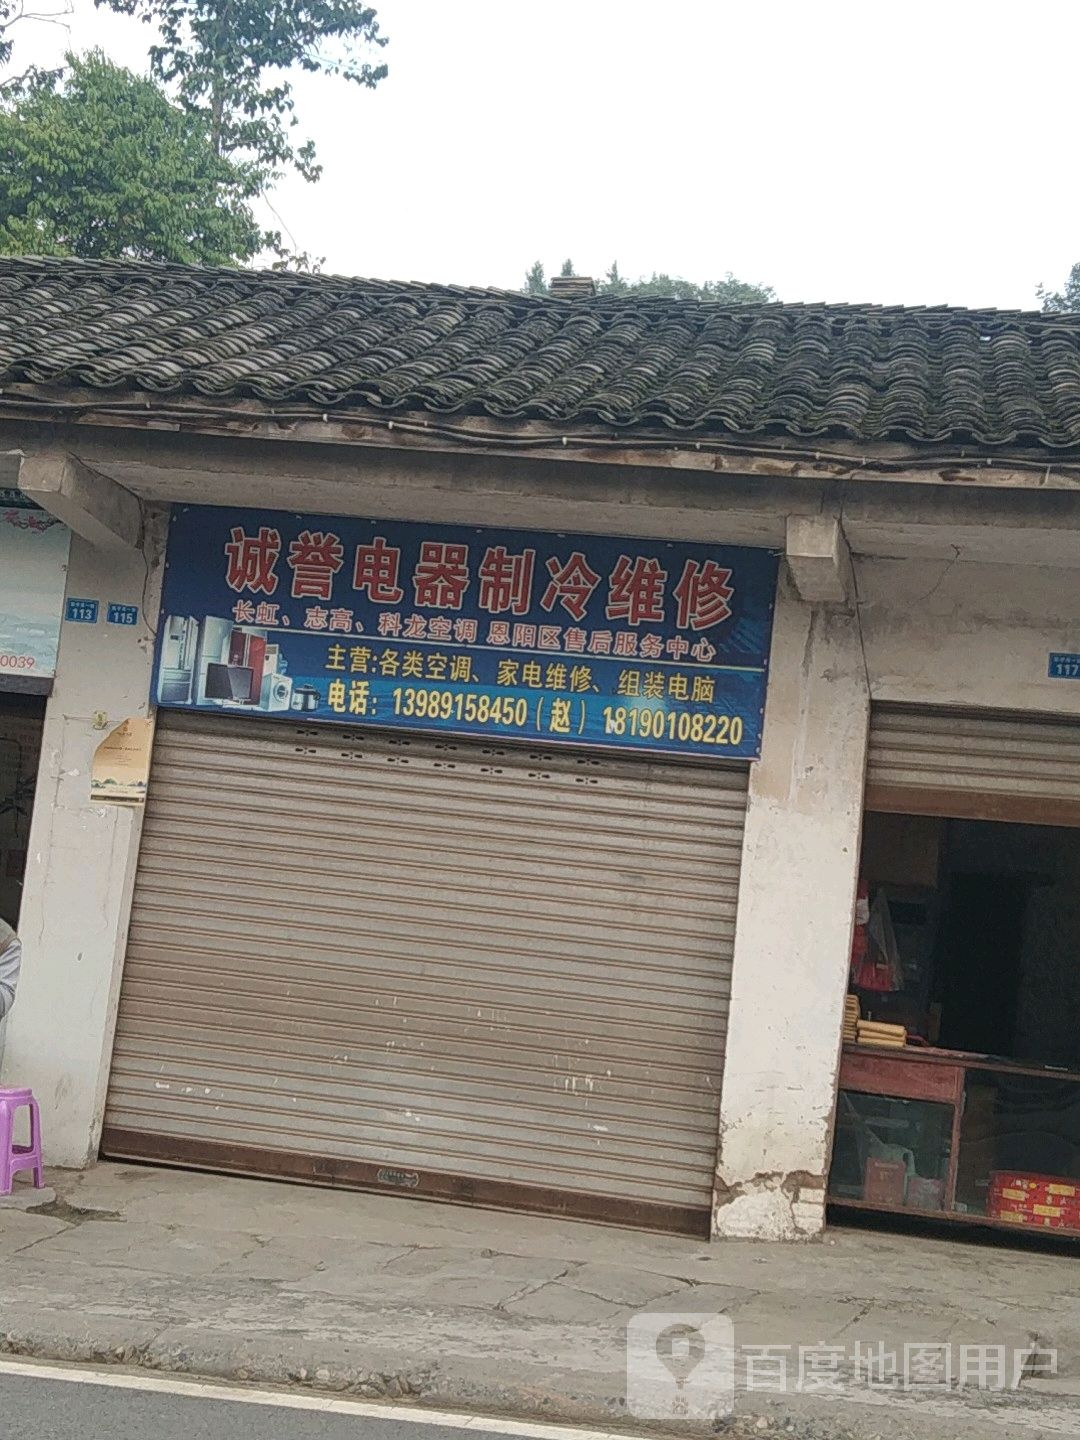 诚誉电器制冷维修
长虹、志高、科龙空调 恩阳区售后服务中心
主营:各类空调、家电维修、组装电脑
电话：13989158450（赵）18190108220
0039
113
115
117
百度地图用户